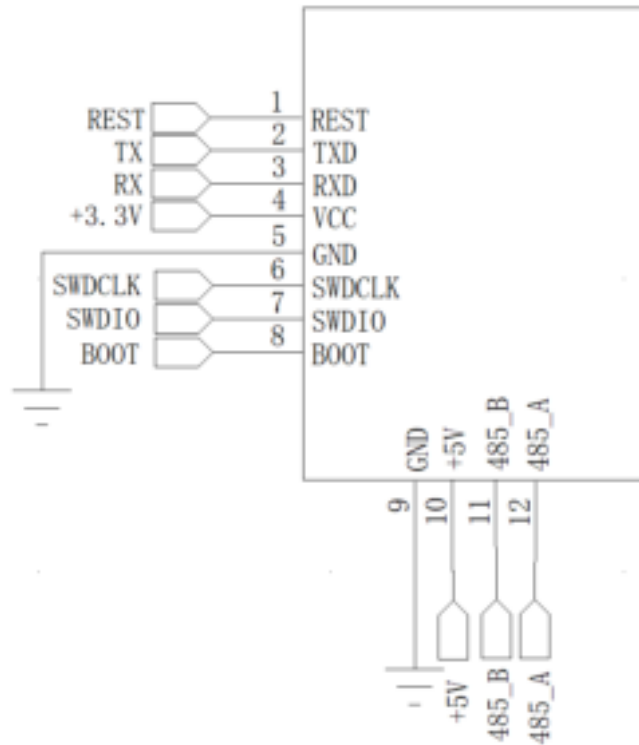 REST 1 REST
TX 2 TXD
RX 3 RXD
+3.3V 4 VCC
5 GND
SWDCLK 6 SWDCLK
SWDIO 7 SWDIO
BOOT 8 BOOT
GND +5V 485_B 485_A
9 10 11 12
+5V 485_B 485_A